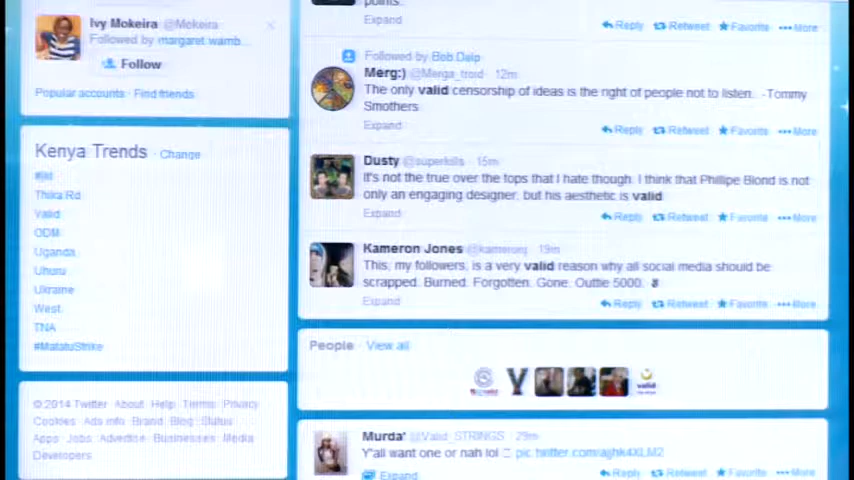 Ivy Mokeira @Mokeira
Followed by margaret.wamb...
Follow
Popular accounts · Find friends
Kenya Trends · Change
#jkl
Thika Rd
Valid
ODM
Uganda
Uhuru
Ukraine
West
TNA
#MatatuStrike
© 2014 Twitter About Help Terms Privacy
Cookies Ads info Brand Blog Status
Apps Jobs Advertise Businesses Media
Developers
points.
Expand
Reply Retweet Favorite More
Followed by Bob Daip
Merg:) @Merga_troid · 12m
The only valid censorship of ideas is the right of people not to listen. -Tommy
Smothers
Expand
Reply Retweet Favorite More
Dusty @superkills · 15m
It's not the true over the tops that I hate though. I think that Phillipe Blond is not
only an engaging designer, but his aesthetic is valid.
Expand
Reply Retweet Favorite More
Kameron Jones · 19m
This, my followers, is a very valid reason why all social media should be
scrapped. Burned. Forgotten. Gone. Outtie 5000.
Expand
Reply Retweet Favorite More
People · View all
valid
Murda' @Valid_STRINGS · 29m
Y'all want one or nah lol pic.twitter.com/ajjhk4XLM2
Expand
Reply Retweet Favorite More